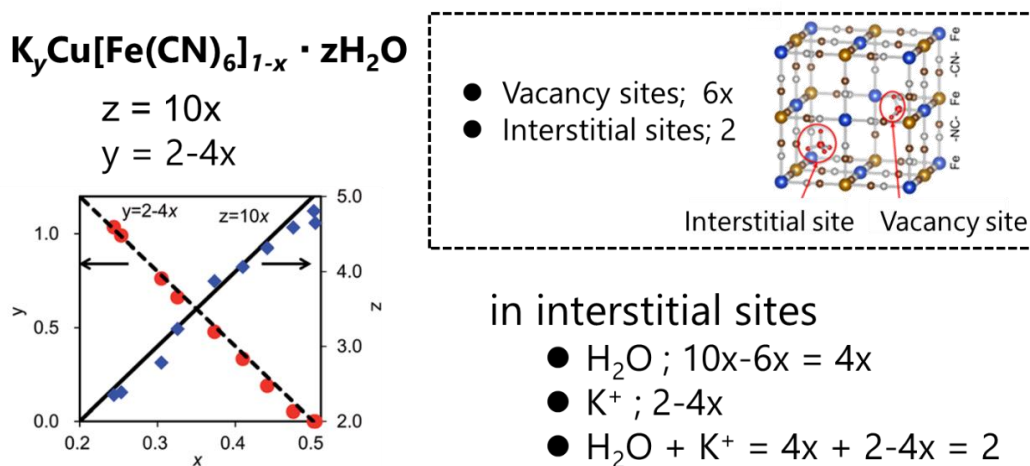 KyCu[Fe(CN)6]1-x · zH2O
z = 10x
y = 2-4x
y=2-4x
z=10x
1.0
0.5
0.0
y
5.0
4.0
3.0
2.0
z
0.2
0.3
0.4
0.5
x
● Vacancy sites; 6x
● Interstitial sites; 2
Fe
-CN-
Fe
-NC-
Fe
Interstitial site
Vacancy site
in interstitial sites
● H2O ; 10x-6x = 4x
● K+ ; 2-4x
● H2O + K+ = 4x + 2-4x = 2